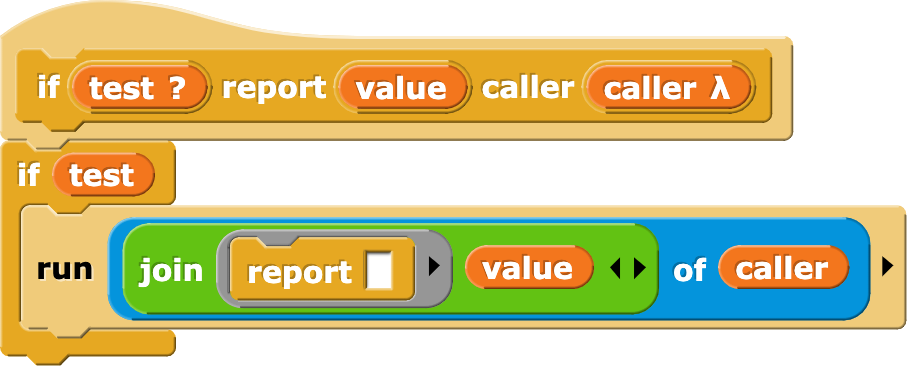 if test ? report value caller caller λ
if test
run join report value of caller